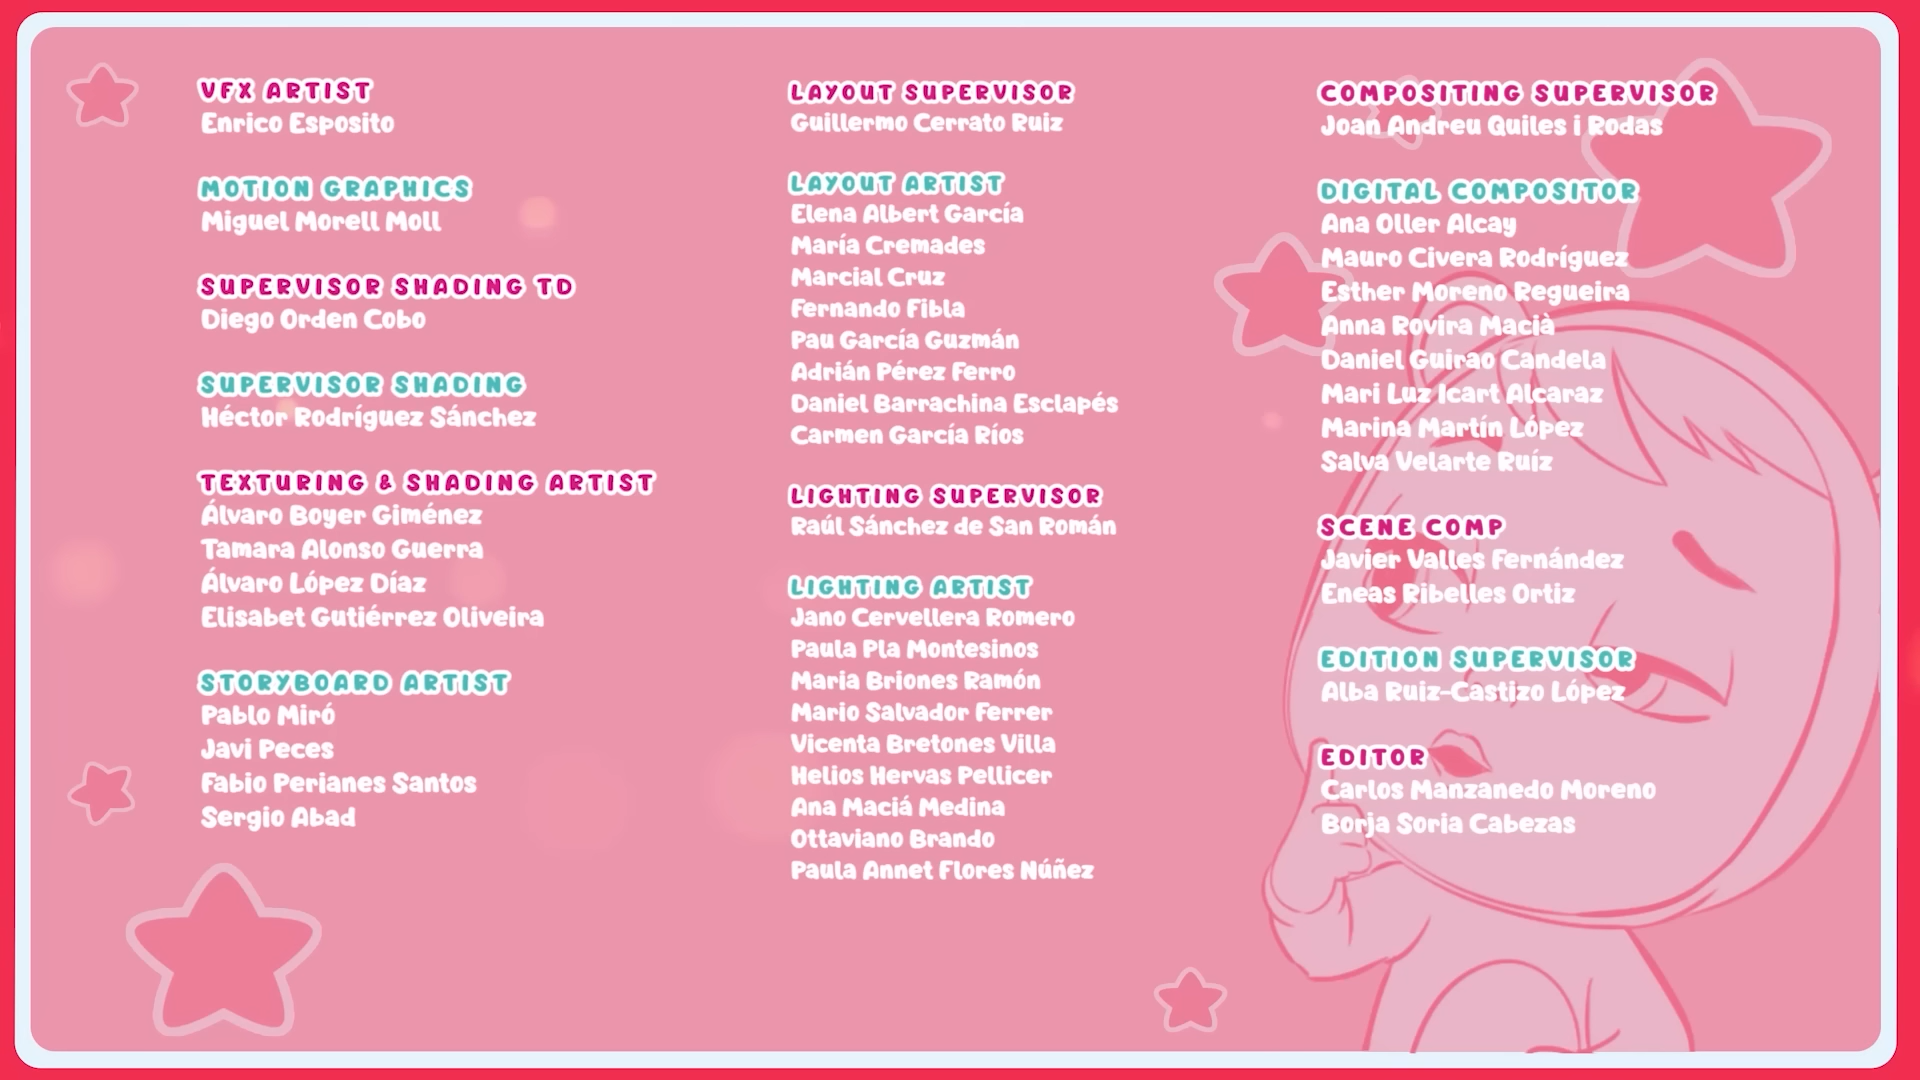 VFX ARTIST
Enrico Esposito
MOTION GRAPHICS
Miguel Morell Moll
SUPERVISOR SHADING TD
Diego Orden Cobo
SUPERVISOR SHADING
Héctor Rodríguez Sánchez
TEXTURING & SHADING ARTIST
Álvaro Boyer Giménez
Tamara Alonso Guerra
Álvaro López Díaz
Elisabet Gutiérrez Oliveira
STORYBOARD ARTIST
Pablo Miró
Javi Peces
Fabio Perianes Santos
Sergio Abad
LAYOUT SUPERVISOR
Guillermo Cerrato Ruiz
LAYOUT ARTIST
Elena Albert García
María Cremades
Marcial Cruz
Fernando Fibla
Pau García Guzmán
Adrián Pérez Ferro
Daniel Barrachina Esclapés
Carmen García Ríos
LIGHTING SUPERVISOR
Raúl Sánchez de San Román
LIGHTING ARTIST
Jano Cervellera Romero
Paula Pla Montesinos
Maria Briones Ramón
Mario Salvador Ferrer
Vicenta Bretones Villa
Helios Hervas Pellicer
Ana Maciá Medina
Ottaviano Brando
Paula Annet Flores Núñez
COMPOSITING SUPERVISOR
Joan Andreu Quiles i Rodas
DIGITAL COMPOSITOR
Ana Oller Alcay
Mauro Civera Rodríguez
Esther Moreno Regueira
Anna Rovira Macià
Daniel Guirao Candela
Mari Luz Icart Alcaraz
Marina Martín López
Salva Velarte Ruíz
SCENE COMP
Javier Valles Fernández
Eneas Ribelles Ortiz
EDITION SUPERVISOR
Alba Ruiz-Castizo López
EDITOR
Carlos Manzanedo Moreno
Borja Soria Cabezas